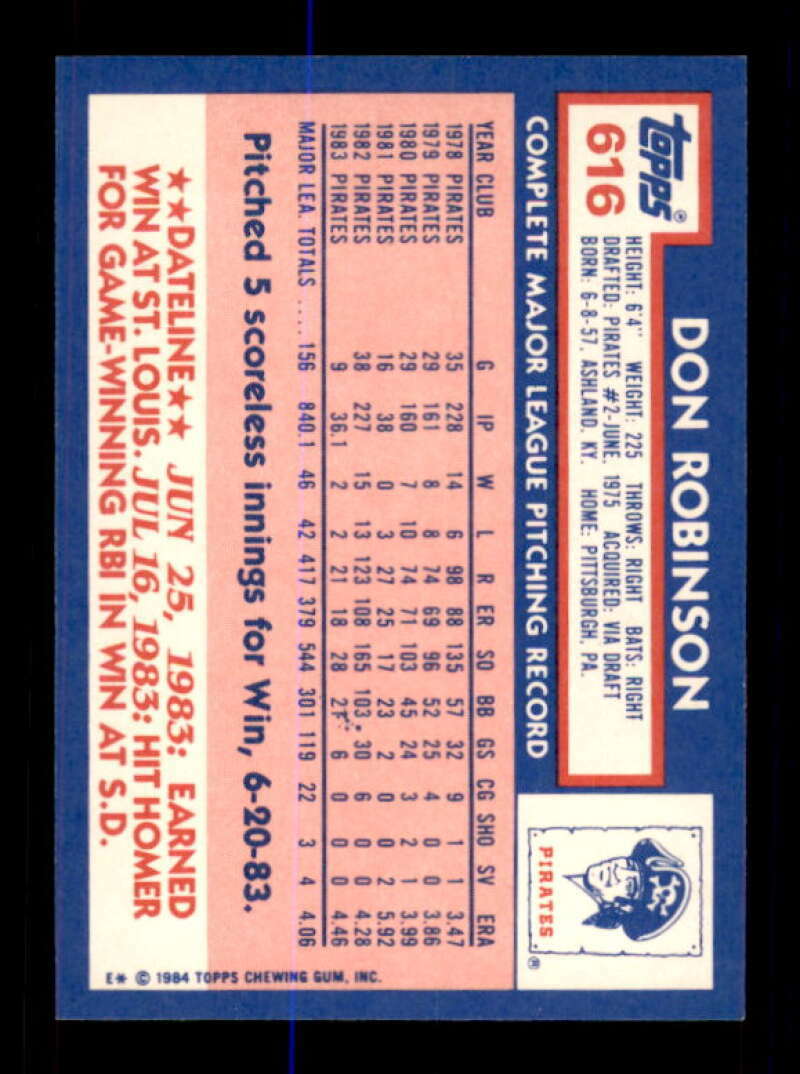 topps®
616
DON ROBINSON
HEIGHT: 6'4" WEIGHT: 225 THROWS: RIGHT BATS: RIGHT
DRAFTED: PIRATES #2-JUNE, 1975 ACQUIRED: VIA DRAFT
BORN: 6-8-57, ASHLAND, KY. HOME: PITTSBURGH, PA.
PIRATES
®
COMPLETE MAJOR LEAGUE PITCHING RECORD
YEAR CLUB G IP W L R ER SO BB GS CG SHO SV ERA
1978 PIRATES 35 228 14 6 98 88 135 57 32 9 1 1 3.47
1979 PIRATES 29 161 8 8 74 69 96 52 25 4 0 0 3.86
1980 PIRATES 29 160 7 10 74 71 103 45 24 3 2 1 3.99
1981 PIRATES 16 38 0 3 27 25 17 23 2 0 0 2 5.92
1982 PIRATES 38 227 15 13 123 108 165 103 30 6 0 0 4.28
1983 PIRATES 9 36.1 2 2 21 18 28 21 6 0 0 0 4.46
MAJOR LEA. TOTALS .... 156 840.1 46 42 417 379 544 301 119 22 3 4 4.06
Pitched 5 scoreless innings for Win, 6-20-83.
★★DATELINE★★ JUN 25, 1983: EARNED
WIN AT ST. LOUIS. JUL 16, 1983: HIT HOMER
FOR GAME-WINNING RBI IN WIN AT S.D.
E* © 1984 TOPPS CHEWING GUM, INC.